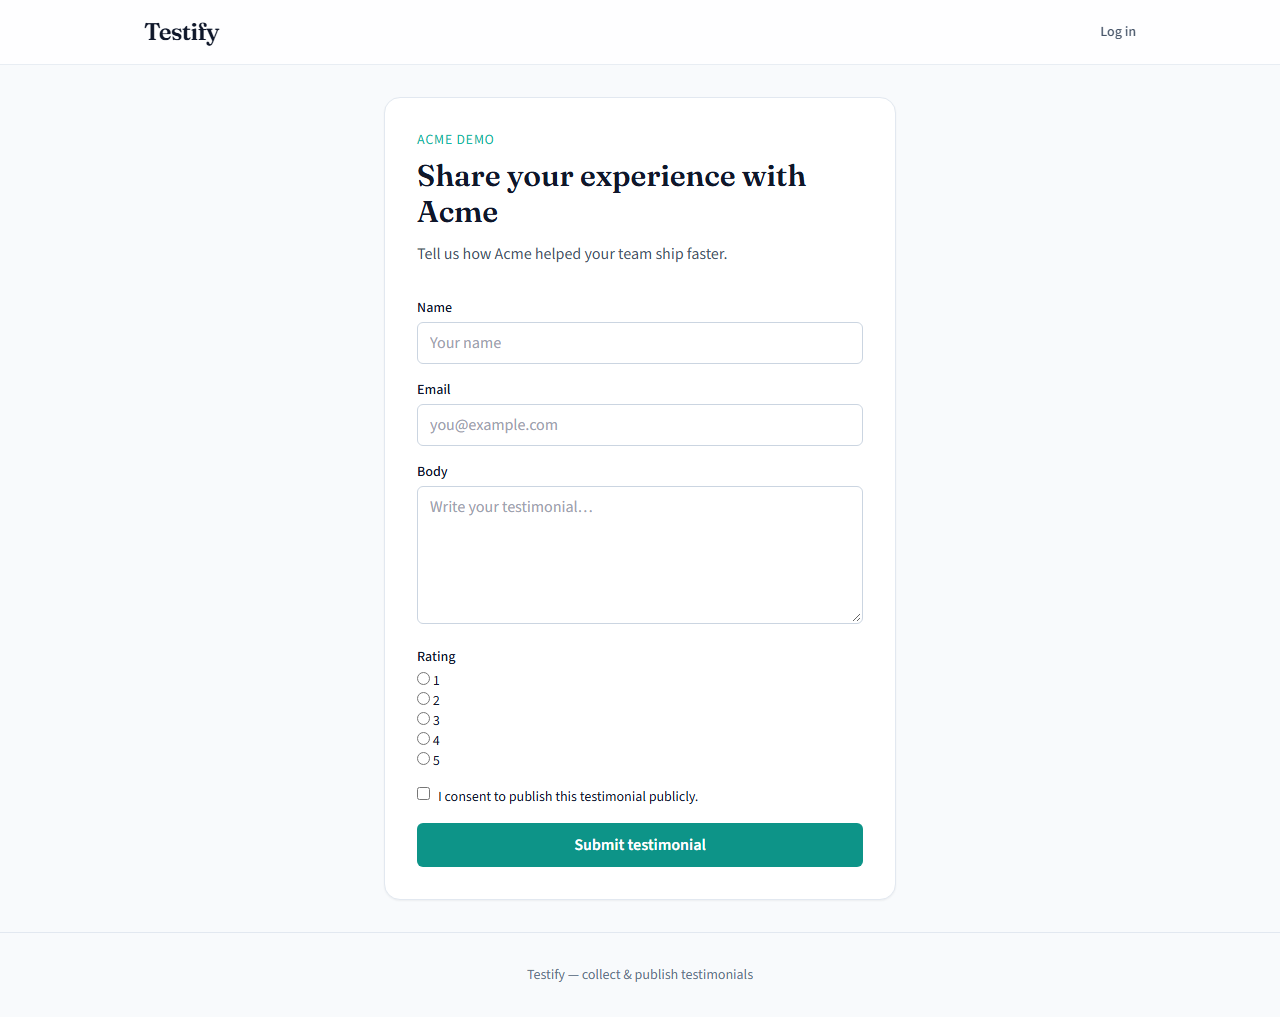 Testify
Log in
ACME DEMO
Share your experience with
Acme
Tell us how Acme helped your team ship faster.
Name
Your name
Email
you@example.com
Body
Write your testimonial…
Rating
1
2
3
4
5
I consent to publish this testimonial publicly.
Submit testimonial
Testify — collect & publish testimonials